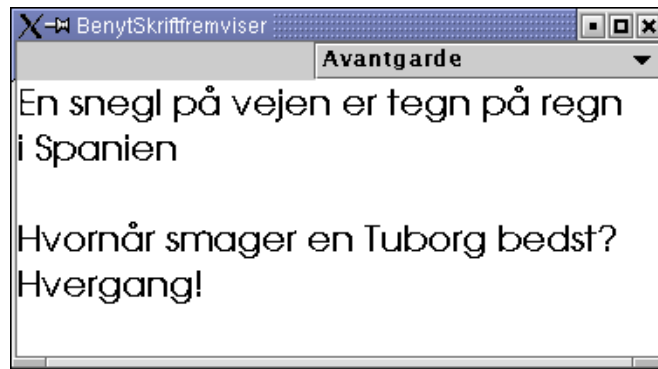 BenytSkriftfremviser
Avantgarde
En snegl på vejen er tegn på regn
i Spanien
Hvornår smager en Tuborg bedst?
Hvergang!